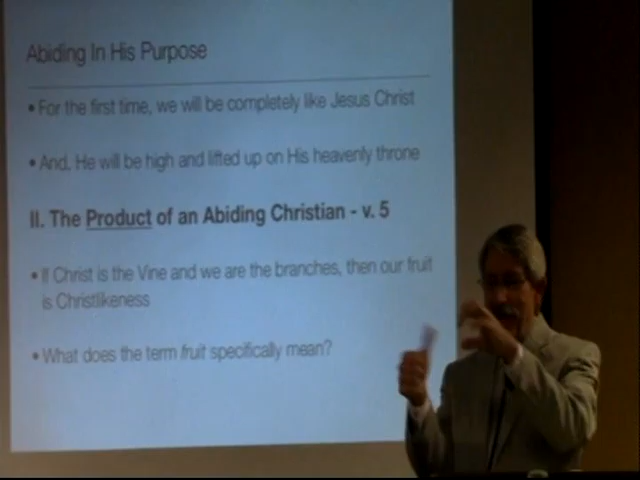 Abiding In His Purpose
• For the first time, we will be completely like Jesus Christ
• And, He will be high and lifted up on His heavenly throne
II. The Product of an Abiding Christian - v. 5
• If Christ is the Vine and we are the branches, then our fruit
is Christlikeness
• What does the term fruit specifically mean?